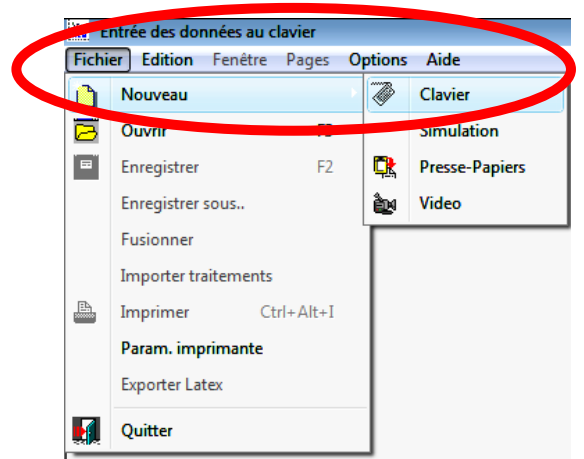 Entrée des données au clavier
Fichier Edition Fenêtre Pages Options Aide
Nouveau
Ouvrir F3
Enregistrer F2
Enregistrer sous..
Fusionner
Importer traitements
Imprimer Ctrl+Alt+I
Param. imprimante
Exporter Latex
Quitter
Clavier
Simulation
Presse-Papiers
Video